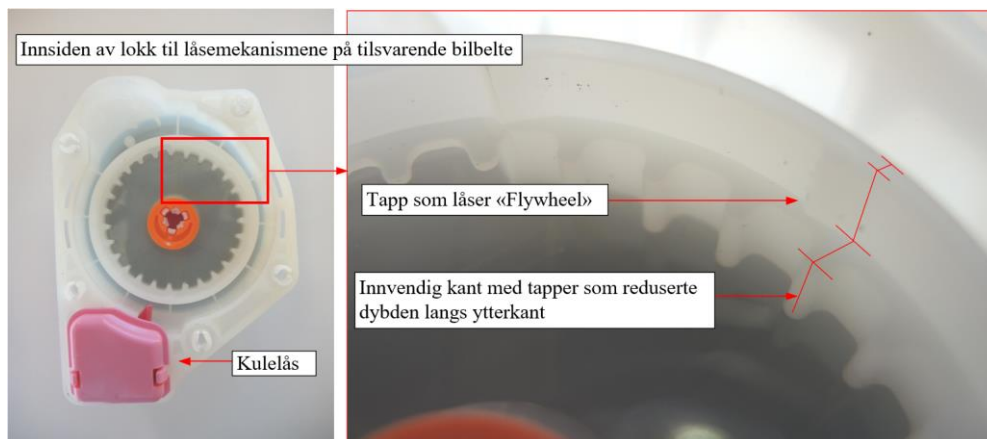 Innsiden av lokk til låsemekanismene på tilsvarende bilbelte
Tapp som låser «Flywheel»
Innvendig kant med tapper som reduserte
dybden langs ytterkant
Kulelås